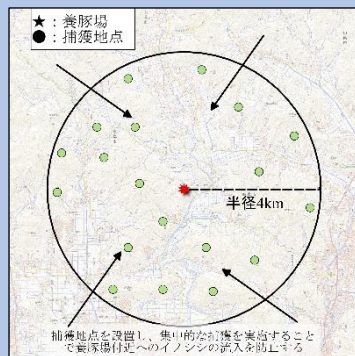 ★：養豚場
●：捕獲地点
半径4km
捕獲地点を設置し、集中的な捕獲を実施すること
で養豚場付近へのイノシシの流入を防止する